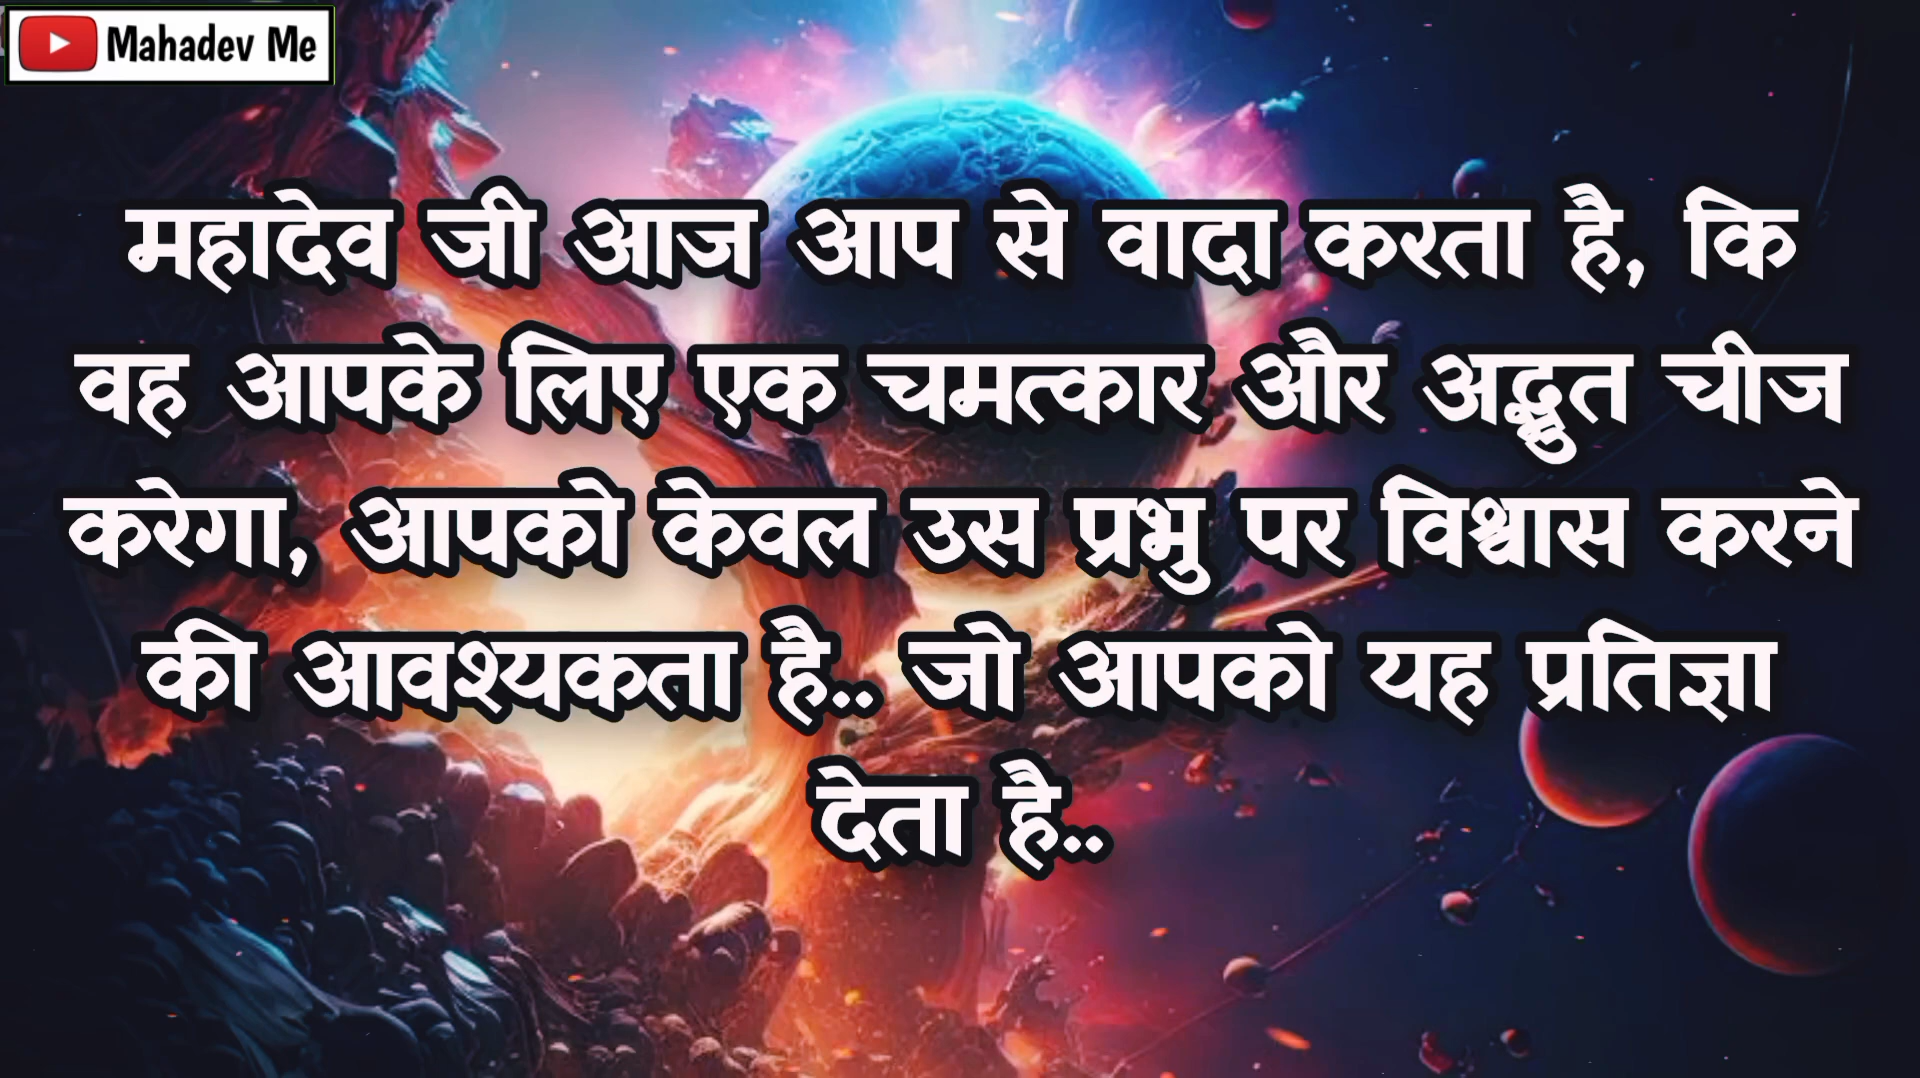 Mahadev Me
महादेव जी आज आप से वादा करता है, कि
वह आपके लिए एक चमत्कार और अद्भुत चीज
करेगा, आपको केवल उस प्रभु पर विश्वास करने
की आवश्यकता है.. जो आपको यह प्रतिज्ञा
देता है..